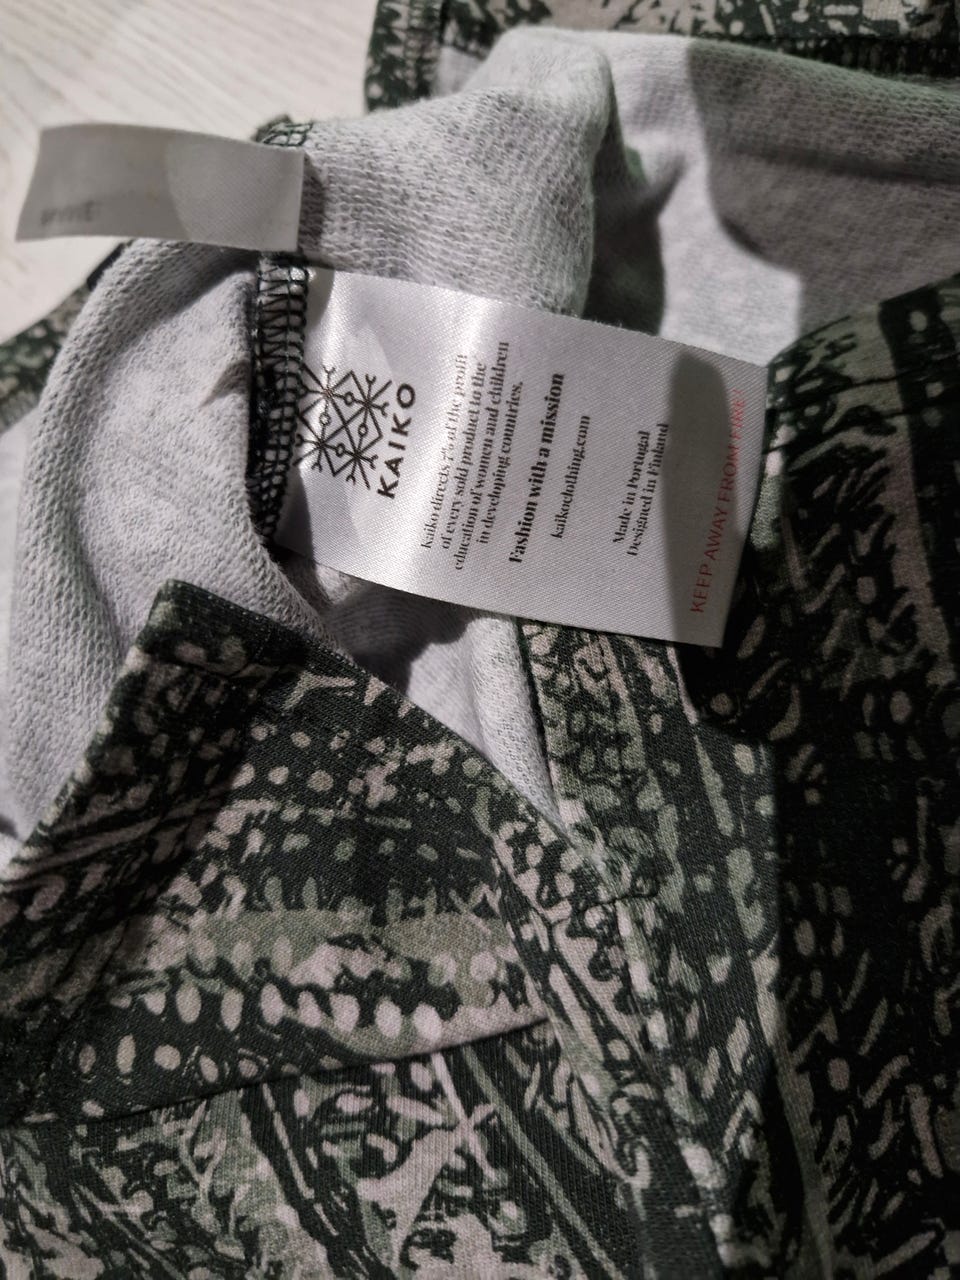 KAIKO
Kaiko directs 7% of the profit
of every sold product to the
education of women and children
in developing countries.
Fashion with a mission
kaikoclothing.com
Made in Portugal
Designed in Finland
KEEP AWAY FROM FIRE